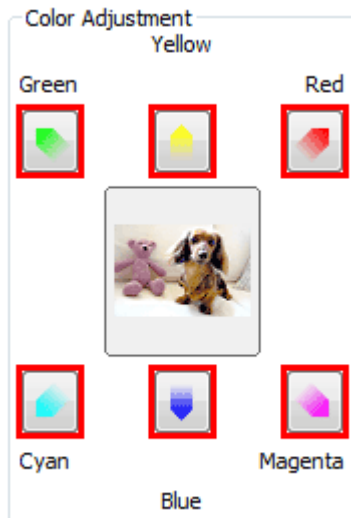 Color Adjustment
Yellow
Green
Red
Cyan
Magenta
Blue